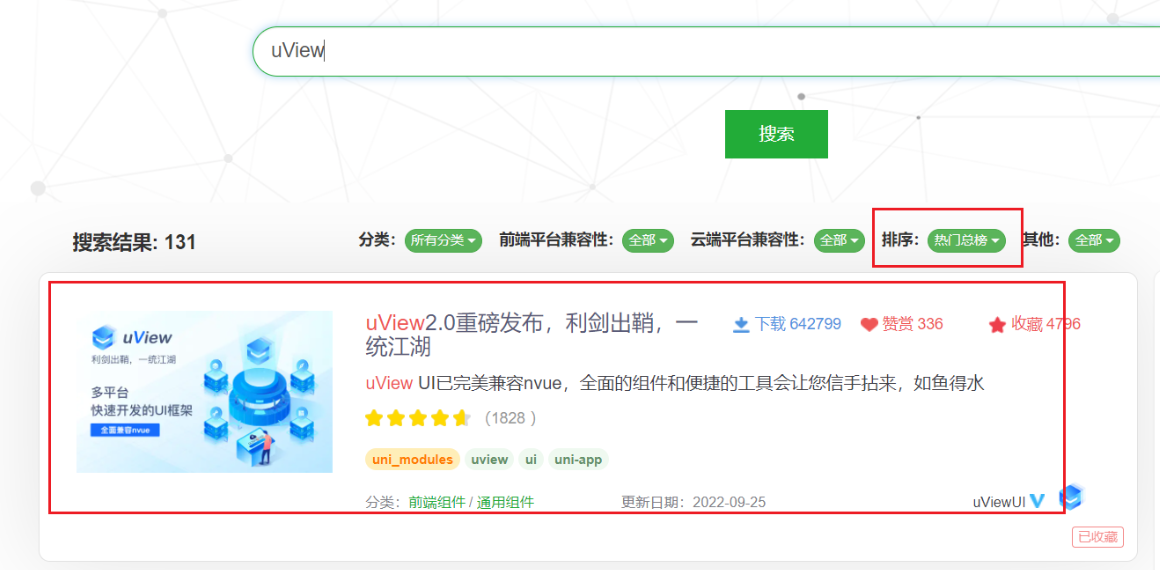 uView
搜索
搜索结果: 131
分类: 所有分类 前端平台兼容性: 全部 云端平台兼容性: 全部 排序: 热门总榜 其他: 全部
uView
利剑出鞘，一统江湖
多平台
快速开发的UI框架
全面兼容nvue
uView2.0重磅发布，利剑出鞘，一
统江湖
下载 642799 赞赏 336 收藏 4796
uView UI已完美兼容nvue，全面的组件和便捷的工具会让您信手拈来，如鱼得水
（1828 ）
uni_modules uview ui uni-app
分类：前端组件 / 通用组件 更新日期：2022-09-25 uViewUI
已收藏